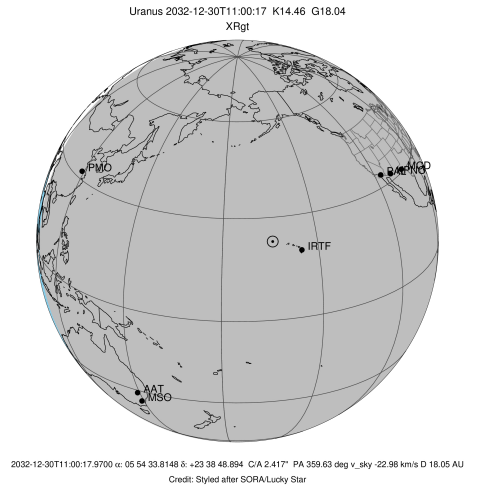 Uranus 2032-12-30T11:00:17 K14.46 G18.04
XRgt
PMO
MCD
IRTF
AAT
MSO
2032-12-30T11:00:17.9700 α: 05 54 33.8148 δ: +23 38 48.894 C/A 2.417" PA 359.63 deg v_sky -22.98 km/s D 18.05 AU
Credit: Styled after SORA/Lucky Star